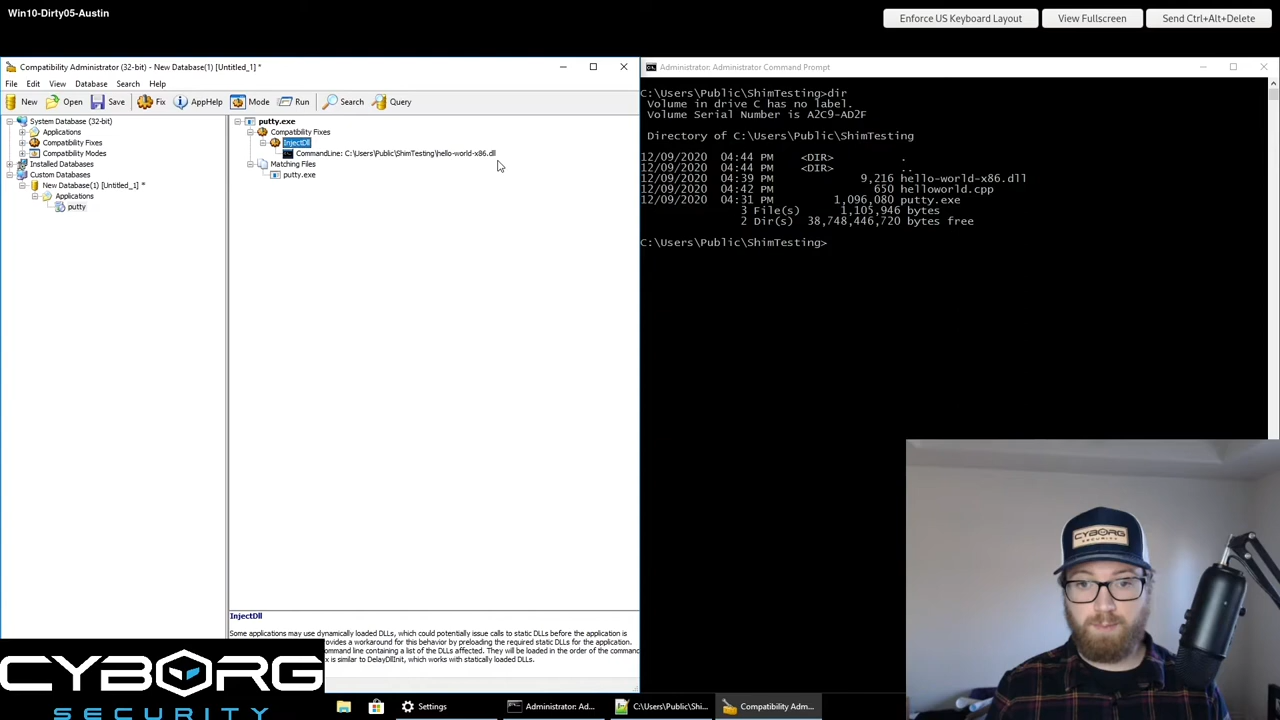 Win10-Dirty05-Austin
Enforce US Keyboard Layout
View Fullscreen
Send Ctrl+Alt+Delete
Compatibility Administrator (32-bit) - New Database(1) [Untitled_1] *
File Edit View Database Search Help
New Open Save Fix AppHelp Mode Run Search Query
System Database (32-bit)
Applications
Compatibility Fixes
Compatibility Modes
Installed Databases
Custom Databases
New Database(1) [Untitled_1] *
Applications
putty
putty.exe
Compatibility Fixes
InjectDll
CommandLine: C:\Users\Public\ShimTesting\hello-world-x86.dll
Matching Files
putty.exe
InjectDll
Some applications may use dynamically loaded DLLs, which could potentially issue calls to static DLLs before the application is
rovides a workaround for this behavior by preloading the required static DLLs for the application.
command line containing a list of the DLLs affected. They will be loaded in the order of the command
x is similar to DelayDllInit, which works with statically loaded DLLs.
Administrator: Administrator Command Prompt
C:\Users\Public\ShimTesting>dir
Volume in drive C has no label.
Volume Serial Number is A2C9-AD2F
Directory of C:\Users\Public\ShimTesting
12/09/2020 04:44 PM <DIR> .
12/09/2020 04:44 PM <DIR> ..
12/09/2020 04:39 PM 9,216 hello-world-x86.dll
12/09/2020 04:42 PM 650 helloworld.cpp
12/09/2020 04:31 PM 1,096,080 putty.exe
3 File(s) 1,105,946 bytes
2 Dir(s) 38,748,446,720 bytes free
C:\Users\Public\ShimTesting>
CYBORG
SECURITY
CYBORG
SECURITY
Settings
Administrator: Ad...
C:\Users\Public\Shi...
Compatibility Adm...